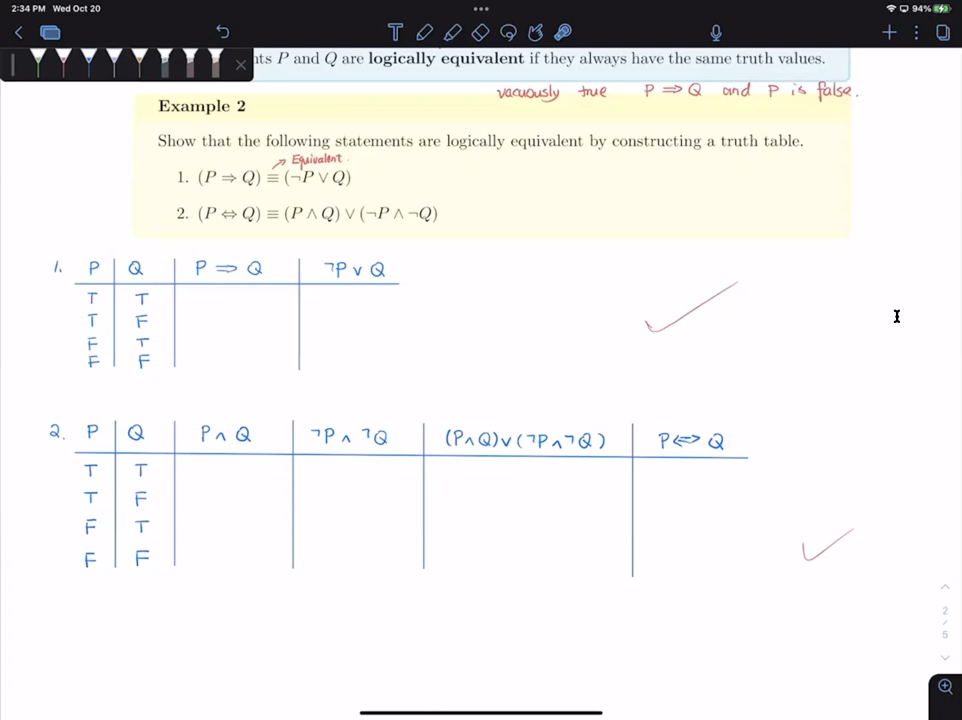 2:34 PM Wed Oct 20
94%
nts P and Q are logically equivalent if they always have the same truth values.
vacuously true P ⇒ Q and P is false.
Example 2
Show that the following statements are logically equivalent by constructing a truth table.
→ Equivalent.
1. (P ⇒ Q) ≡ (¬P ∨ Q)
2. (P ⇔ Q) ≡ (P ∧ Q) ∨ (¬P ∧ ¬Q)
1. P Q P ⇒ Q ¬P ∨ Q
T T
T F
F T
F F
2. P Q P ∧ Q ¬P ∧ ¬Q (P∧Q)∨(¬P∧¬Q) P⇔Q
T T
T F
F T
F F
2
/
5